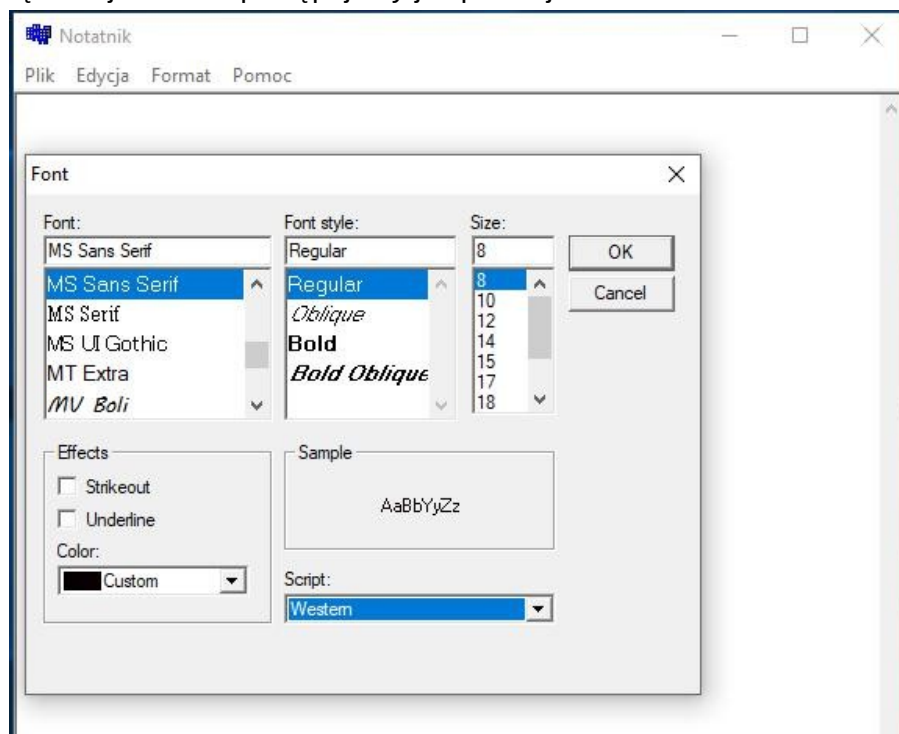 Notatnik
Plik Edycja Format Pomoc
Font
Font: Font style: Size:
MS Sans Serif Regular 8
OK
MS Sans Serif Regular 8
MS Serif Oblique 10
MS UI Gothic Bold 12
MT Extra Bold Oblique 14
MV Boli 15
17
18
Cancel
Effects
Strikeout
Underline
Color:
Custom
Sample
AaBbYyZz
Script:
Western